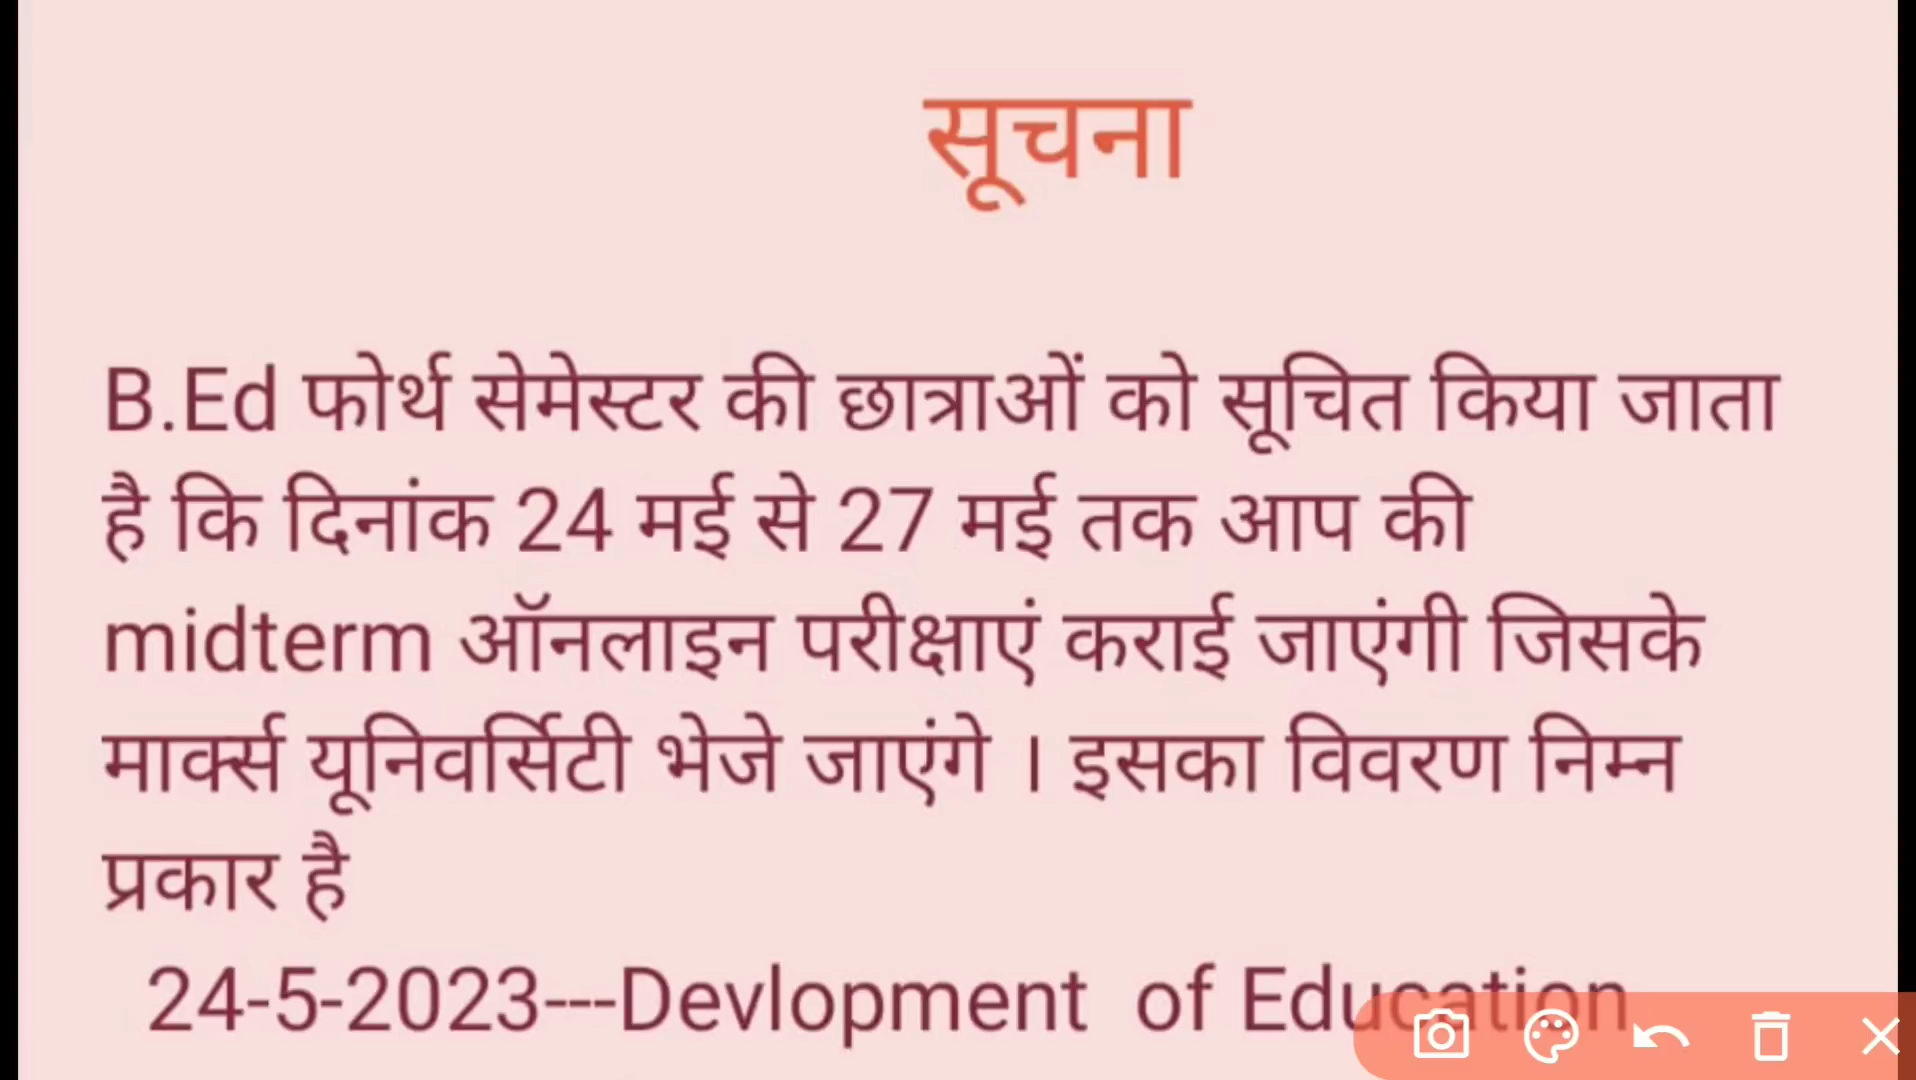 सूचना
B.Ed फोर्थ सेमेस्टर की छात्राओं को सूचित किया जाता
है कि दिनांक 24 मई से 27 मई तक आप की
midterm ऑनलाइन परीक्षाएं कराई जाएंगी जिसके
मार्क्स यूनिवर्सिटी भेजे जाएंगे । इसका विवरण निम्न
प्रकार है
24-5-2023---Devlopment of Education